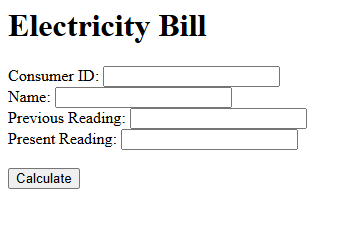 Electricity Bill
Consumer ID:
Name:
Previous Reading:
Present Reading:
Calculate